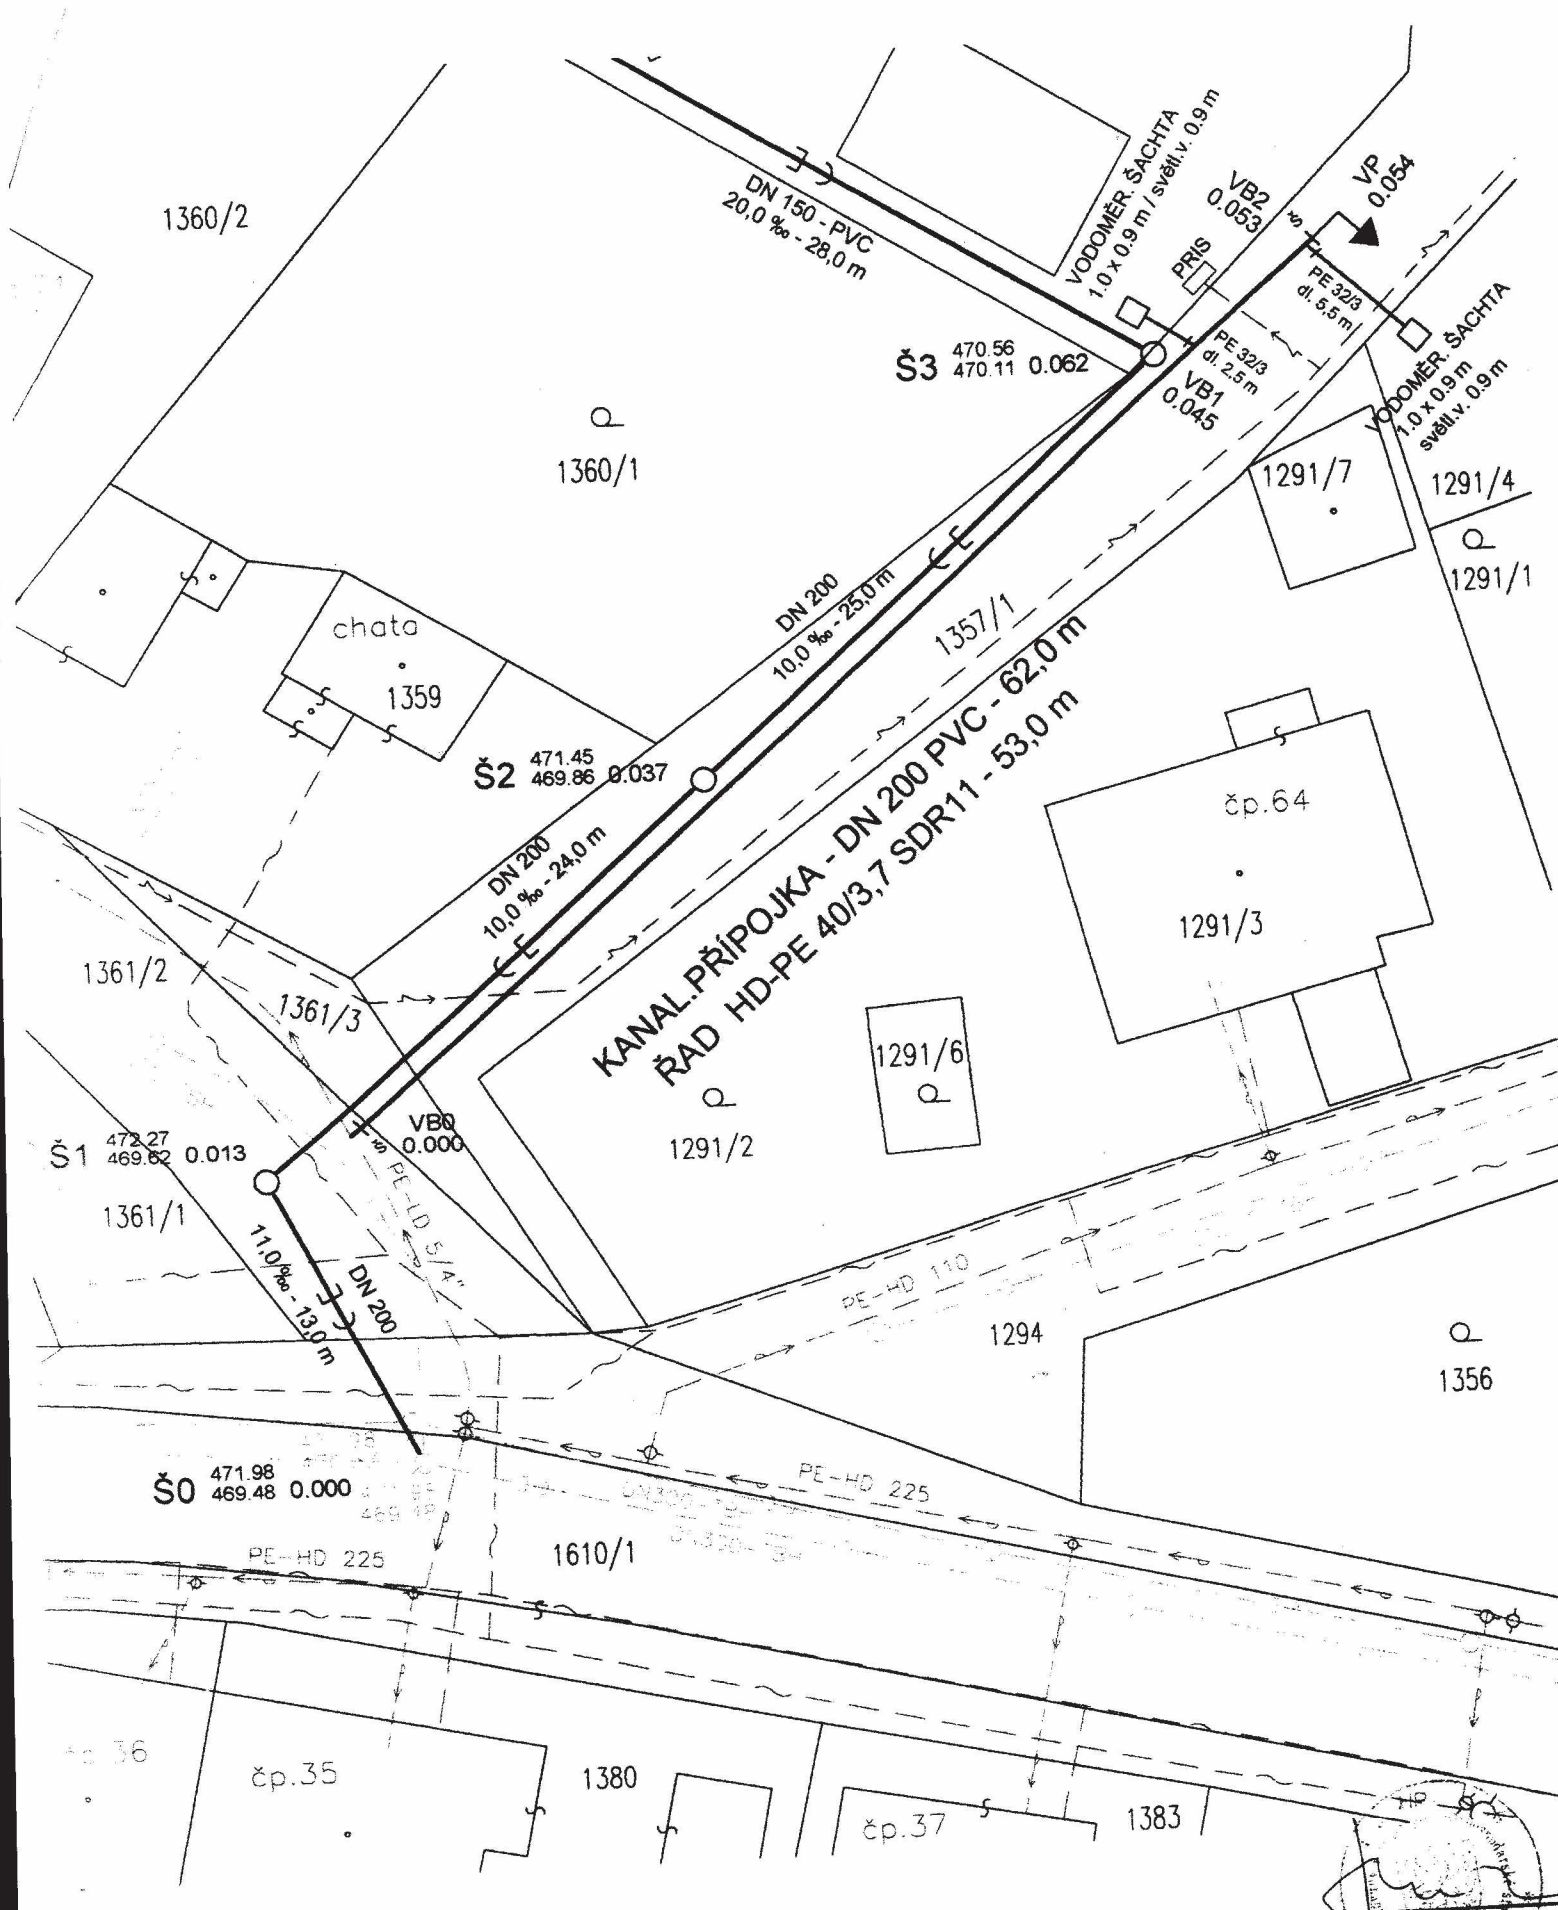 1360/2
DN 150 - PVC
20,0 ‰ - 28,0 m
VODOMĚR. ŠACHTA
1.0 x 0.9 m / světl.v. 0.9 m
PRIS
VB2
0.053
VP
0.054
Š
PE 32/3
dl. 5,5 m
VODOMĚR. ŠACHTA
1.0 x 0.9 m
světl.v. 0.9 m
PE 32/3
dl. 2,5 m
VB1
0.045
Š3 470.56
470.11 0.062
1360/1
1291/7
1291/4
1291/1
DN 200
10,0 ‰ - 25,0 m
1357/1
chata
1359
KANAL.PŘÍPOJKA - DN 200 PVC - 62,0 m
ŘAD HD-PE 40/3,7 SDR11 - 53,0 m
Š2 471.45
469.86 0.037
čp.64
1291/3
DN 200
10,0 ‰ - 24,0 m
1361/2
1361/3
1291/6
1291/2
VB0
0.000
Š
Š1 472.27
469.62 0.013
1361/1
PE-LD 5/4"
11,0 ‰ - 13,0 m
DN 200
PE-HD 110
1294
1356
Š0 471.98
469.48 0.000
PE-HD 225
PE-HD 225
1610/1
36
čp.35
1380
čp.37
1383
HP